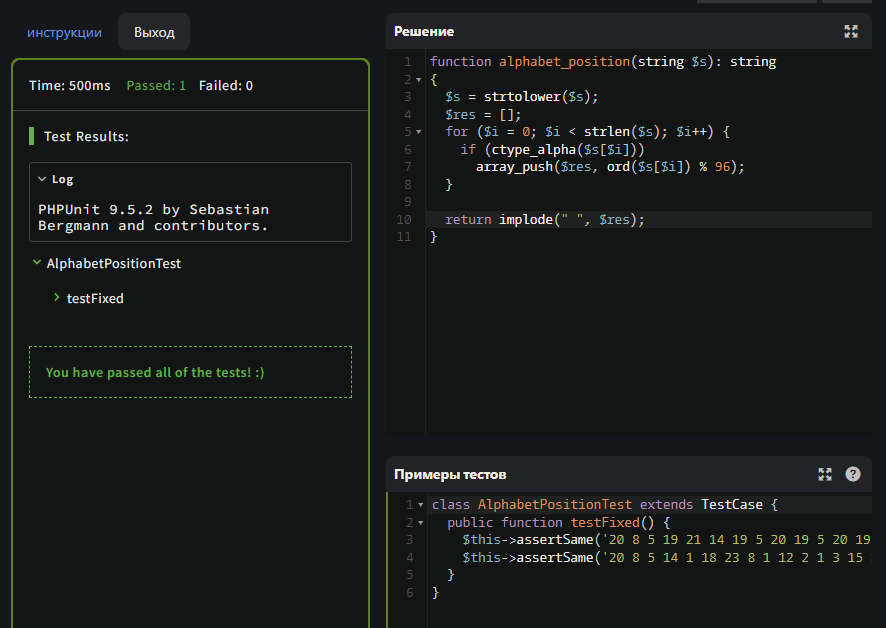 инструкции
Выход
Time: 500ms Passed: 1 Failed: 0
Test Results:
Log
PHPUnit 9.5.2 by Sebastian
Bergmann and contributors.
AlphabetPositionTest
testFixed
You have passed all of the tests! :)
Решение
1 function alphabet_position(string $s): string
2 {
3 $s = strtolower($s);
4 $res = [];
5 for ($i = 0; $i < strlen($s); $i++) {
6 if (ctype_alpha($s[$i]))
7 array_push($res, ord($s[$i]) % 96);
8 }
9
10 return implode(" ", $res);
11 }
Примеры тестов
?
1 class AlphabetPositionTest extends TestCase {
2 public function testFixed() {
3 $this->assertSame('20 8 5 19 21 14 19 5 20 19 5 20 19
4 $this->assertSame('20 8 5 14 1 18 23 8 1 12 2 1 3 15
5 }
6 }